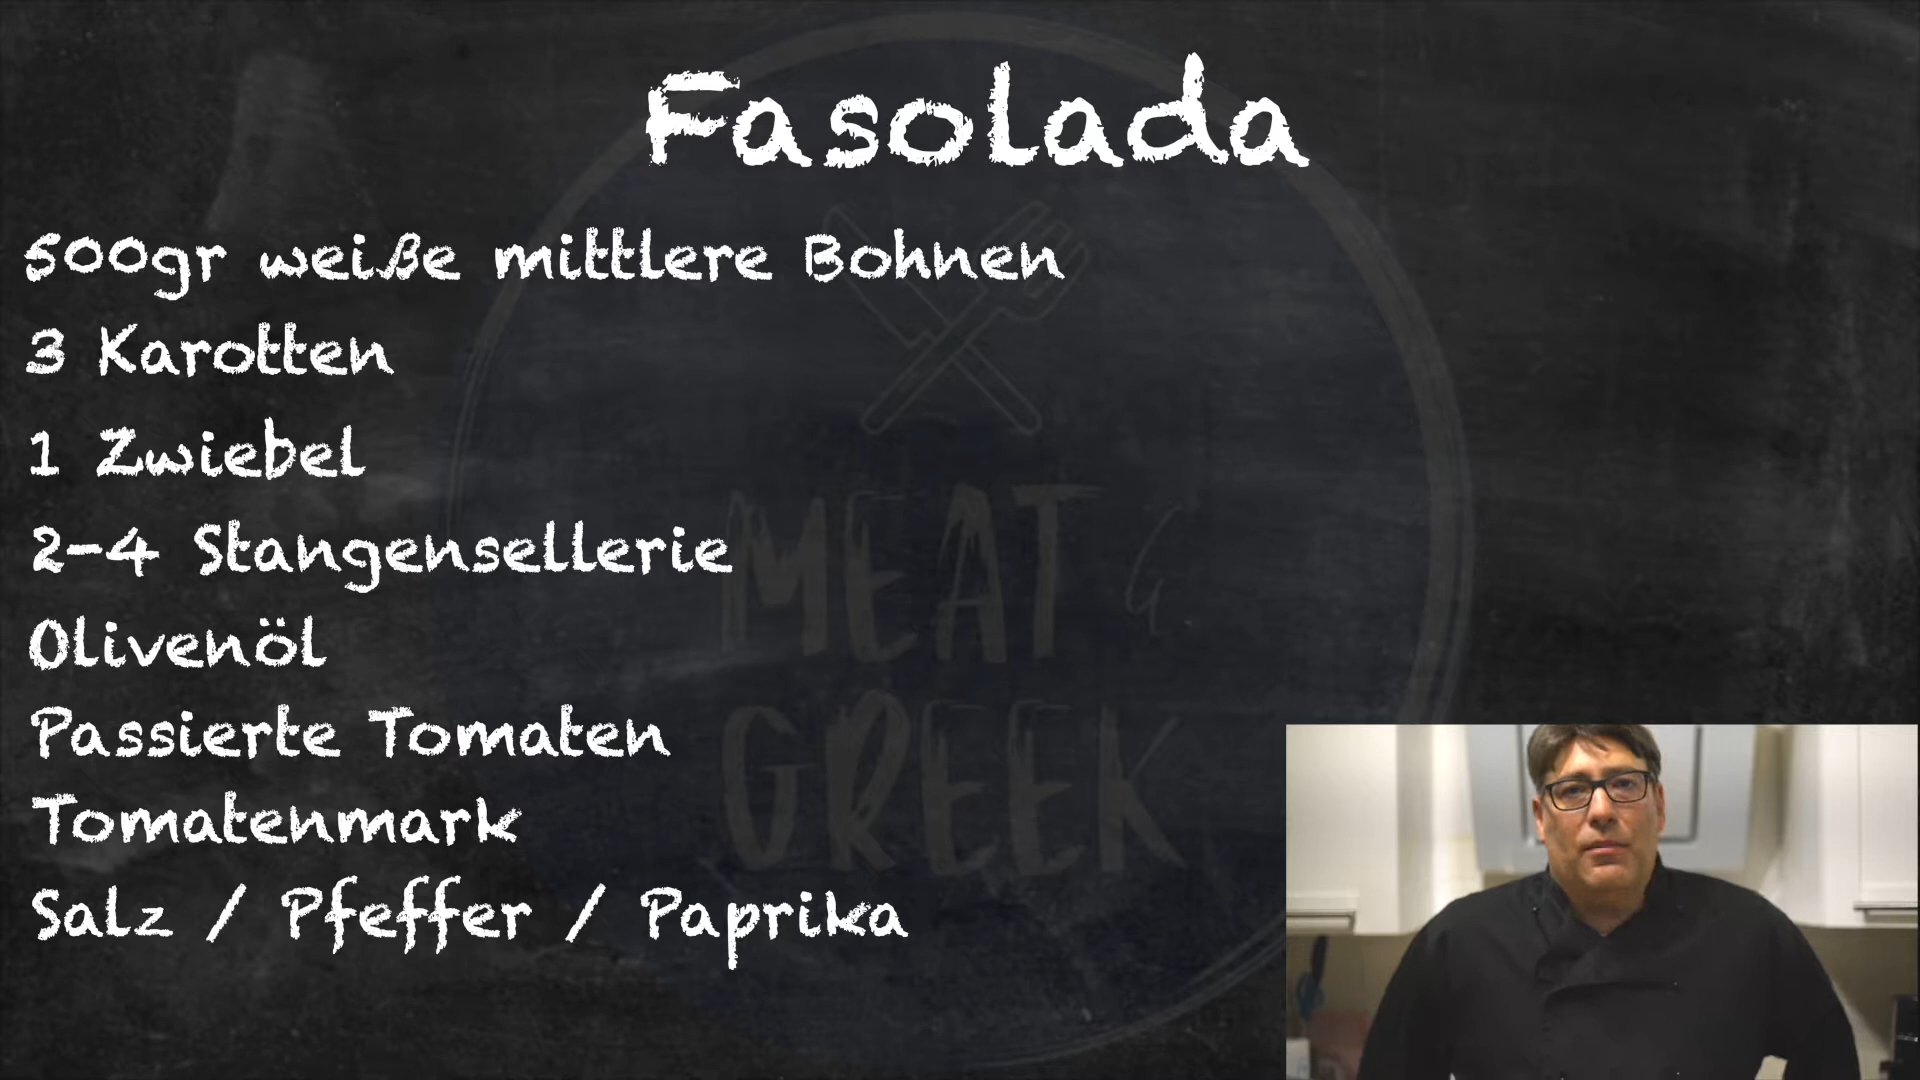 Fasolada
500gr weiße mittlere Bohnen
3 Karotten
1 Zwiebel
2-4 Stangensellerie
Olivenöl
Passierte Tomaten
Tomatenmark
Salz / Pfeffer / Paprika
MEAT
GREEK